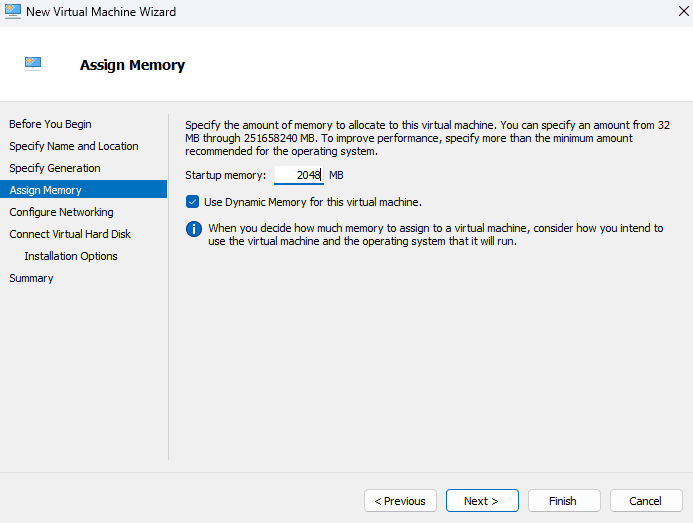 New Virtual Machine Wizard
Assign Memory
Before You Begin
Specify Name and Location
Specify Generation
Assign Memory
Configure Networking
Connect Virtual Hard Disk
Installation Options
Summary
Specify the amount of memory to allocate to this virtual machine. You can specify an amount from 32
MB through 251658240 MB. To improve performance, specify more than the minimum amount
recommended for the operating system.
Startup memory: 2048 MB
Use Dynamic Memory for this virtual machine.
When you decide how much memory to assign to a virtual machine, consider how you intend to
use the virtual machine and the operating system that it will run.
< Previous Next > Finish Cancel